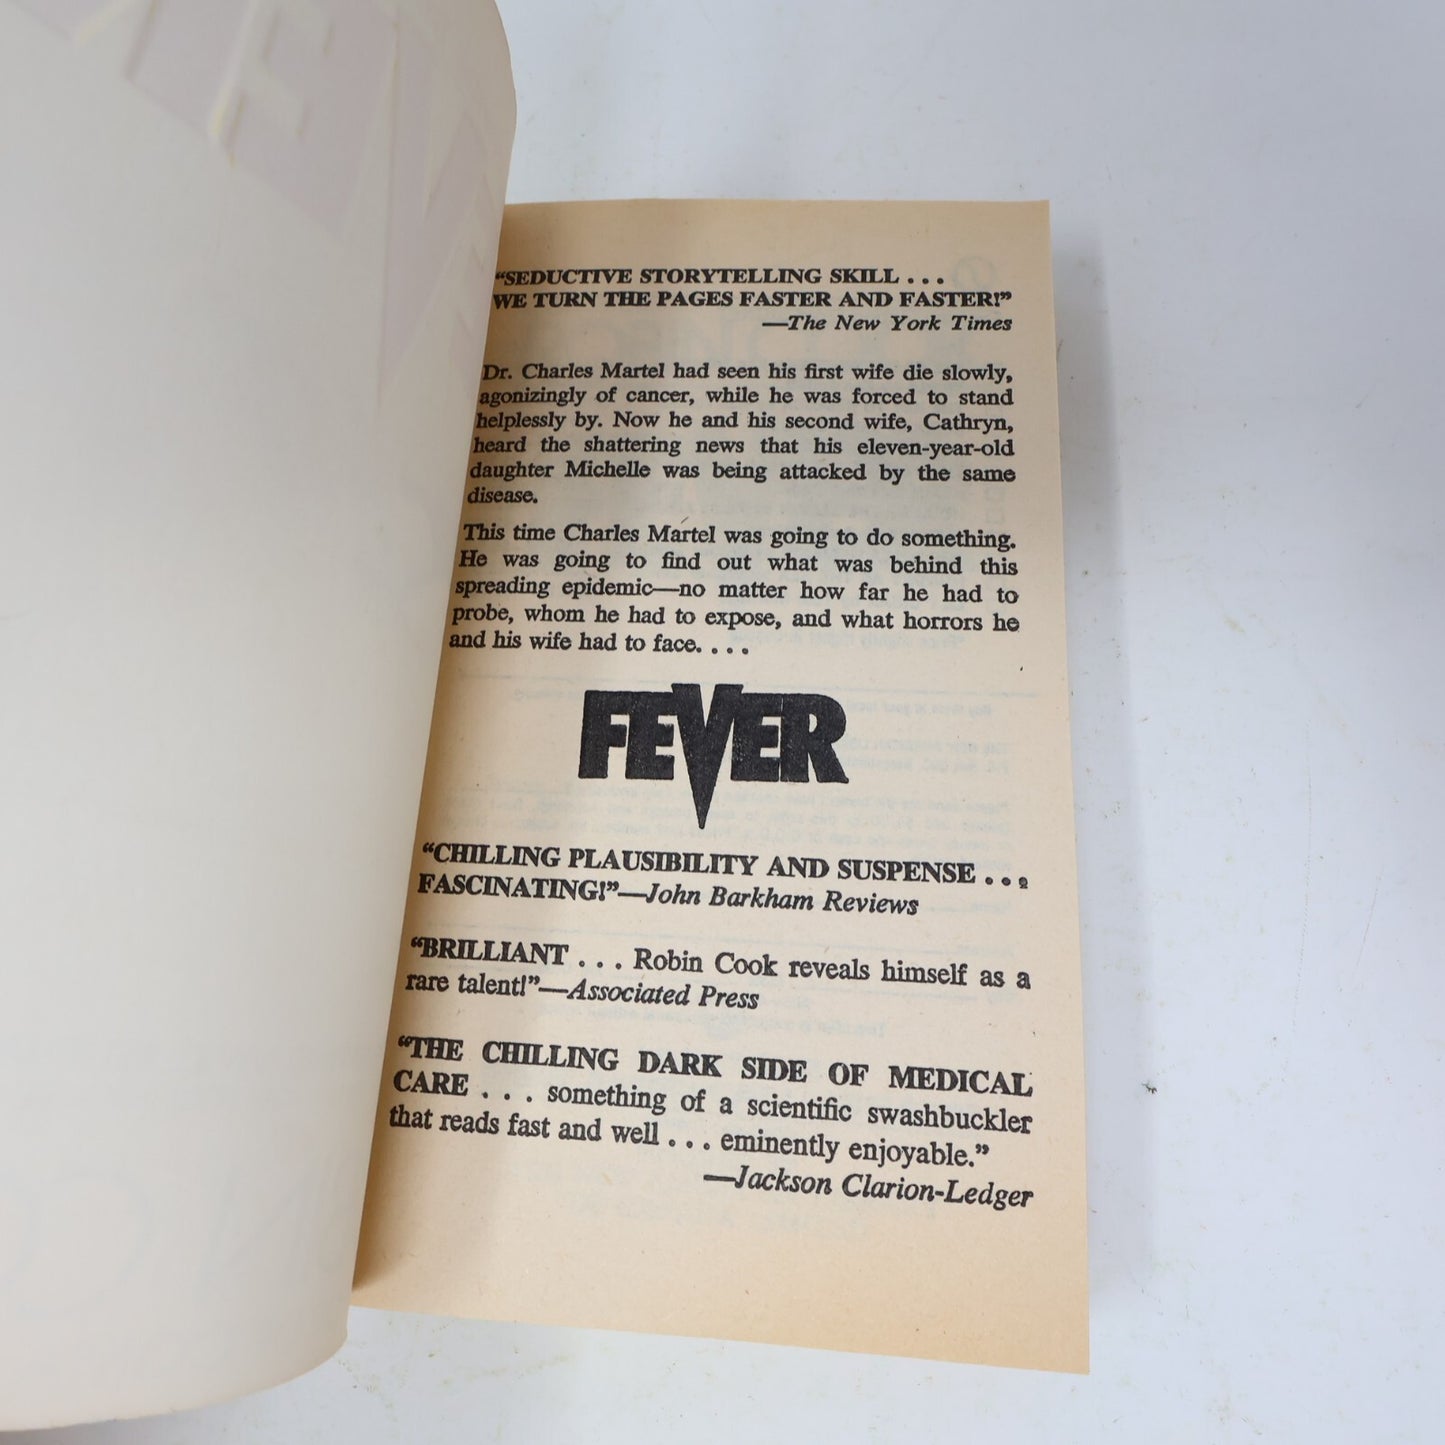 “SEDUCTIVE STORYTELLING SKILL . . .
WE TURN THE PAGES FASTER AND FASTER!”
—The New York Times
Dr. Charles Martel had seen his first wife die slowly,
agonizingly of cancer, while he was forced to stand
helplessly by. Now he and his second wife, Cathryn,
heard the shattering news that his eleven-year-old
daughter Michelle was being attacked by the same
disease.
This time Charles Martel was going to do something.
He was going to find out what was behind this
spreading epidemic—no matter how far he had to
probe, whom he had to expose, and what horrors he
and his wife had to face. . . .
FEVER
“CHILLING PLAUSIBILITY AND SUSPENSE . . .
FASCINATING!”—John Barkham Reviews
“BRILLIANT . . . Robin Cook reveals himself as a
rare talent!”—Associated Press
“THE CHILLING DARK SIDE OF MEDICAL
CARE . . . something of a scientific swashbuckler
that reads fast and well . . . eminently enjoyable.”
—Jackson Clarion-Ledger